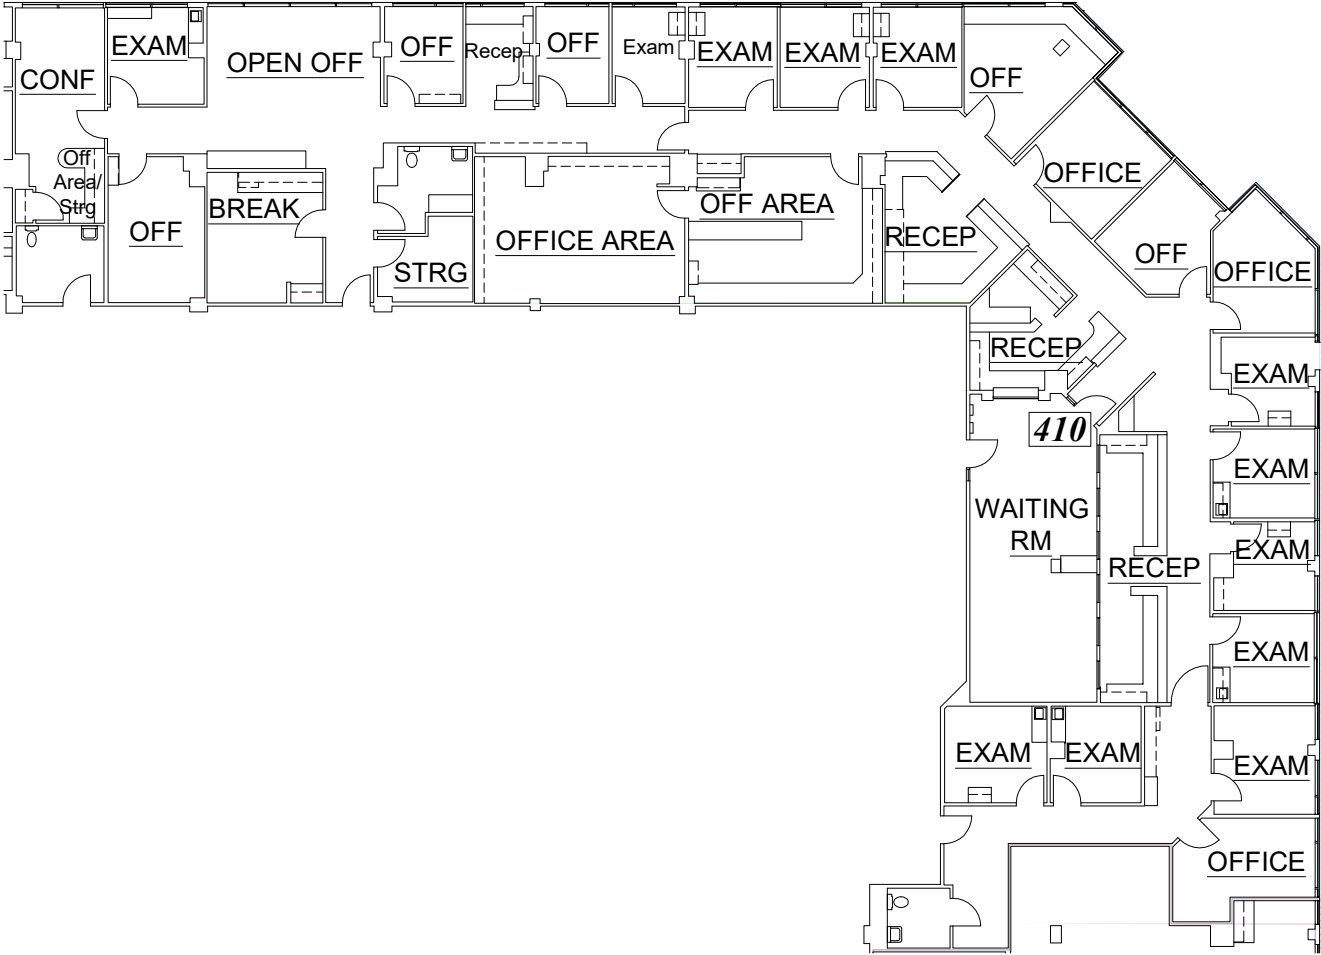 EXAM
OPEN OFF
CONF
OFF
Recep
OFF
Exam
EXAM
EXAM
EXAM
OFF
Off
Area/
Strg
OFF
BREAK
STRG
OFFICE AREA
OFF AREA
RECEP
OFFICE
OFF
OFFICE
RECEP
EXAM
410
EXAM
WAITING
RM
EXAM
RECEP
EXAM
EXAM
EXAM
EXAM
OFFICE